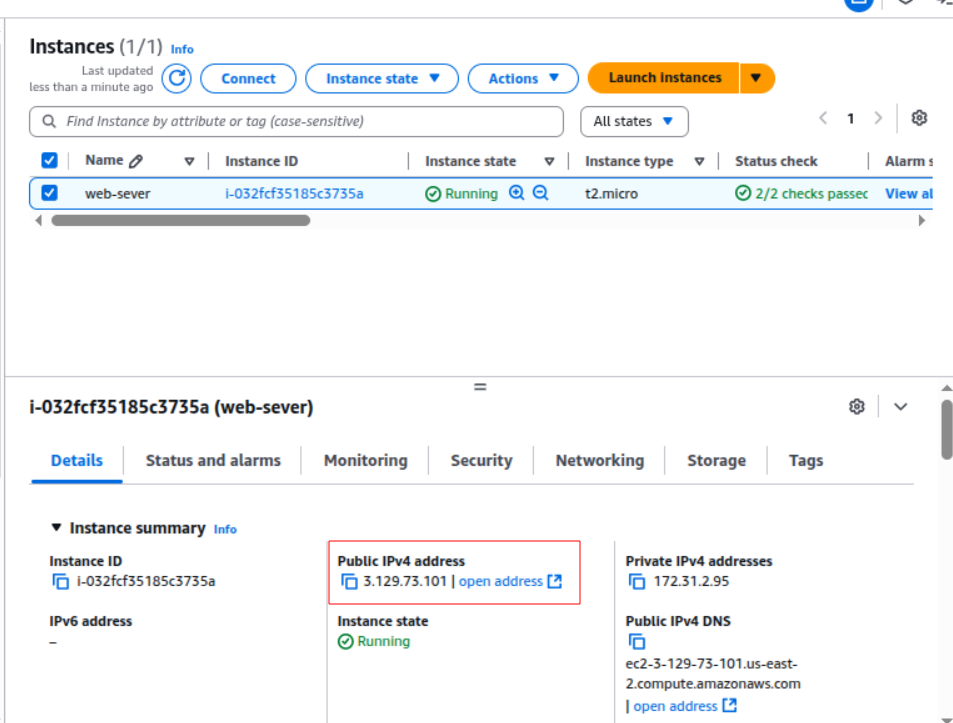 Instances (1/1) Info
Last updated
less than a minute ago
Connect
Instance state
Actions
Launch instances
Find Instance by attribute or tag (case-sensitive)
All states
1
Name
Instance ID
Instance state
Instance type
Status check
Alarm s
web-sever
i-032fcf35185c3735a
Running
t2.micro
2/2 checks passec
View al
i-032fcf35185c3735a (web-sever)
Details
Status and alarms
Monitoring
Security
Networking
Storage
Tags
Instance summary Info
Instance ID
i-032fcf35185c3735a
Public IPv4 address
3.129.73.101 | open address
Private IPv4 addresses
172.31.2.95
IPv6 address
–
Instance state
Running
Public IPv4 DNS
ec2-3-129-73-101.us-east-
2.compute.amazonaws.com
| open address